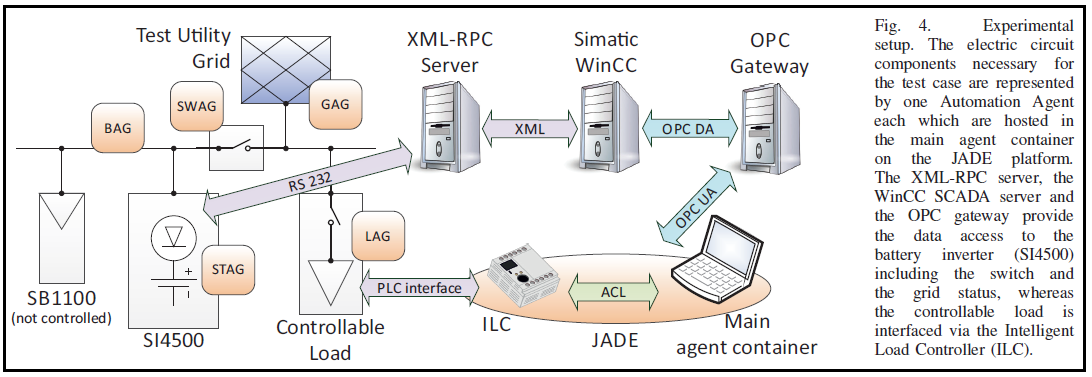 Test Utility
Grid
XML-RPC
Server
Simatic
WinCC
OPC
Gateway
SWAG
GAG
BAG
XML
OPC DA
RS 232
OPC UA
LAG
STAG
PLC interface
ACL
SB1100
(not controlled)
SI4500
Controllable
Load
ILC
JADE
Main
agent container
Fig. 4. Experimental
setup. The electric circuit
components necessary for
the test case are represented
by one Automation Agent
each which are hosted in
the main agent container
on the JADE platform.
The XML-RPC server, the
WinCC SCADA server and
the OPC gateway provide
the data access to the
battery inverter (SI4500)
including the switch and
the grid status, whereas
the controllable load is
interfaced via the Intelligent
Load Controller (ILC).